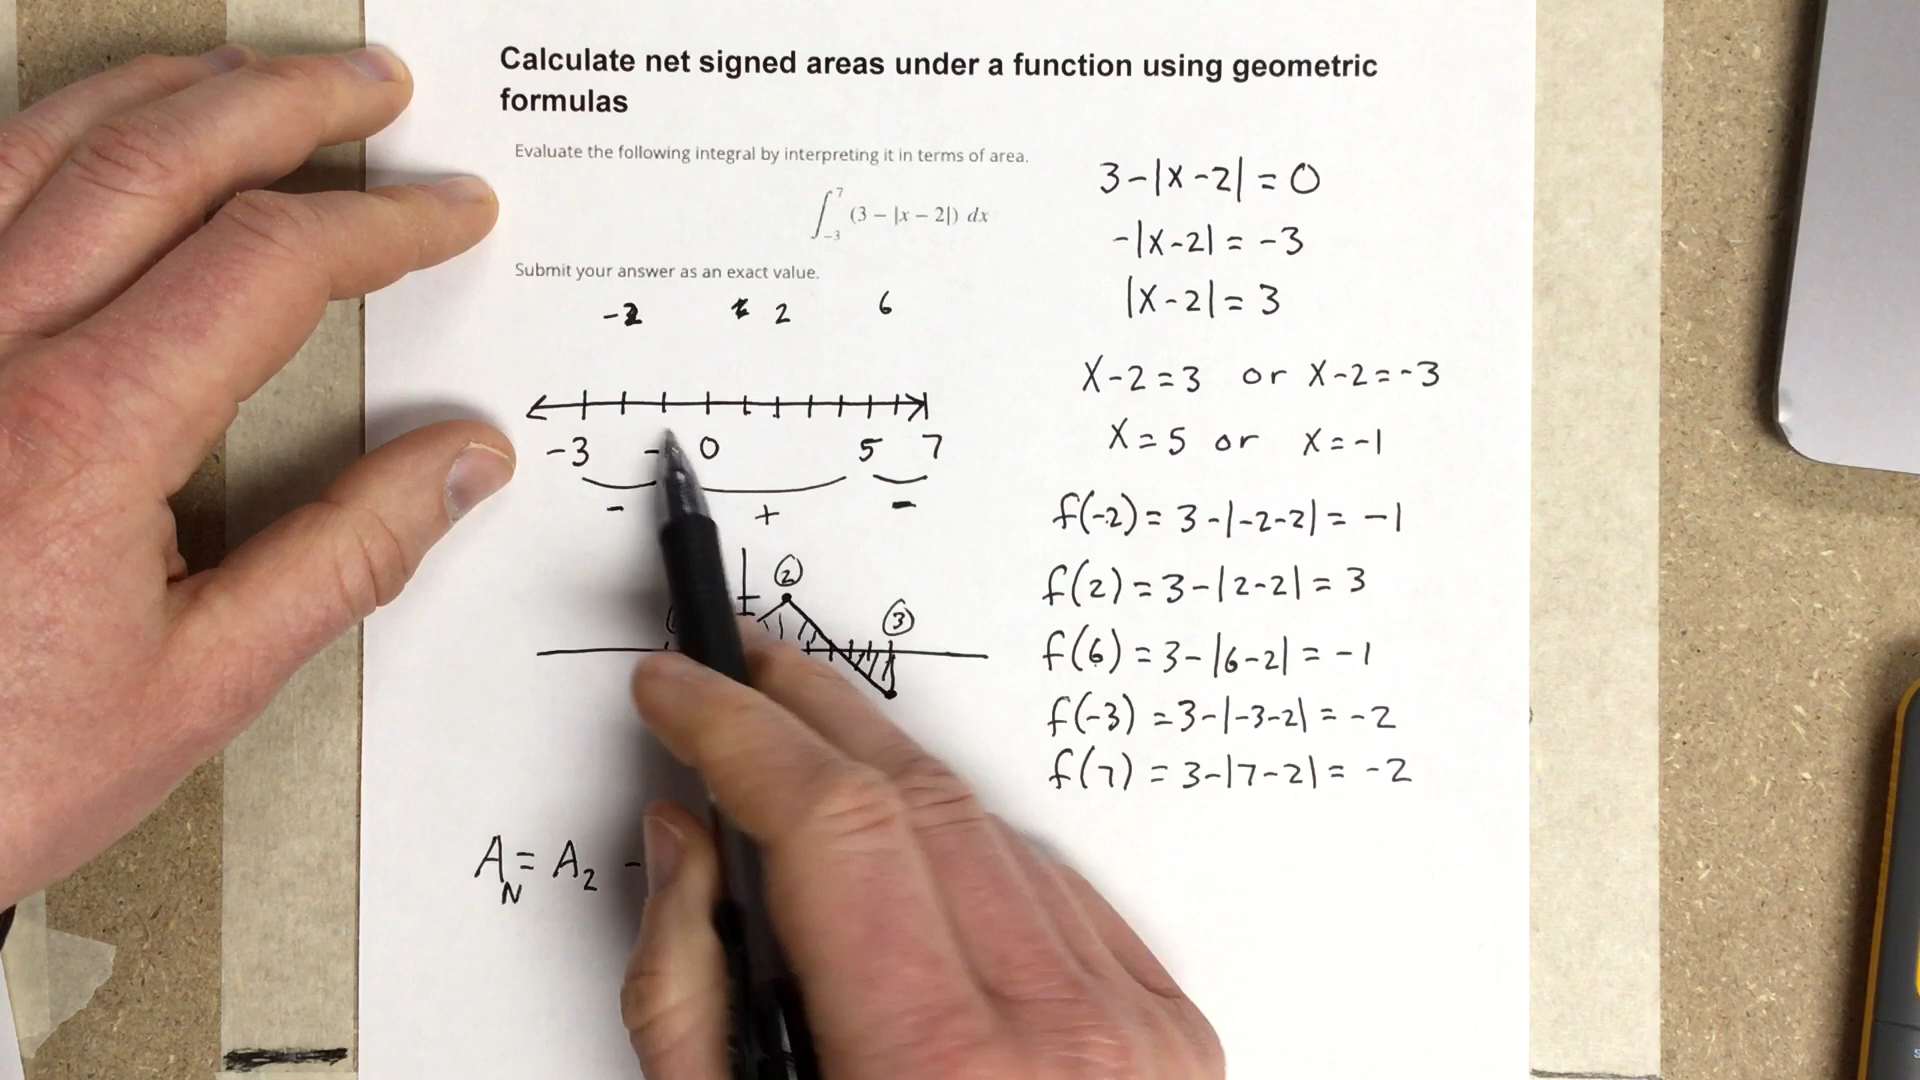 Calculate net signed areas under a function using geometric
formulas
Evaluate the following integral by interpreting it in terms of area.
∫₋₃⁷ (3 – |x – 2|) dx
Submit your answer as an exact value.
-2 2 6
-3 - 0 5 7
- + -
2
3
A_N = A_2 -
3-|x-2| = 0
-|x-2| = -3
|x-2| = 3
x-2=3 or x-2=-3
x=5 or x=-1
f(-2) = 3-|-2-2| = -1
f(2) = 3-|2-2| = 3
f(6) = 3-|6-2| = -1
f(-3) = 3-|-3-2| = -2
f(7) = 3-|7-2| = -2